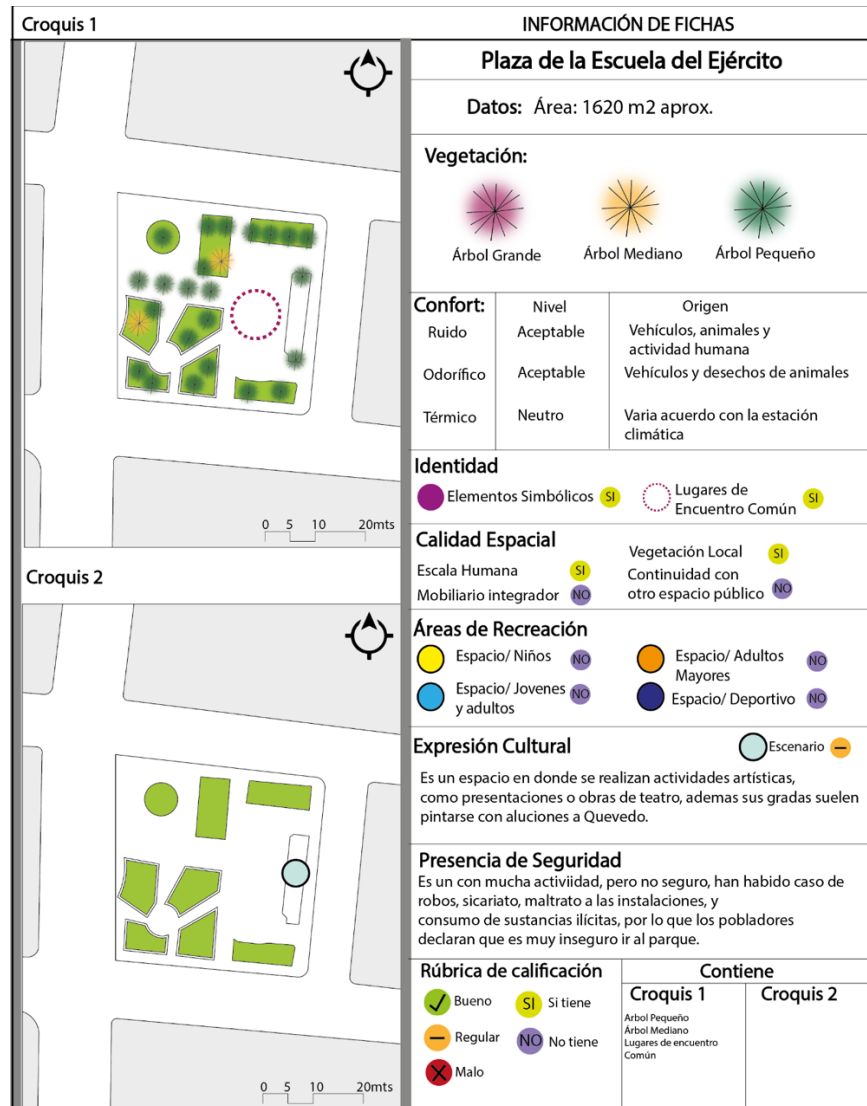 Croquis 1
INFORMACIÓN DE FICHAS
0 5 10 20mts
Croquis 2
0 5 10 20mts
Plaza de la Escuela del Ejército
Datos: Área: 1620 m2 aprox.
Vegetación:
Árbol Grande Árbol Mediano Árbol Pequeño
Confort: Nivel Origen
Ruido Aceptable Vehículos, animales y
actividad humana
Odorífico Aceptable Vehículos y desechos de animales
Térmico Neutro Varia acuerdo con la estación
climática
Identidad
Elementos Simbólicos SI Lugares de
Encuentro Común SI
Calidad Espacial
Escala Humana SI
Mobiliario integrador NO
Vegetación Local SI
Continuidad con
otro espacio público NO
Áreas de Recreación
Espacio/ Niños NO
Espacio/ Adultos
Mayores NO
Espacio/ Jovenes
y adultos NO
Espacio/ Deportivo NO
Expresión Cultural
Escenario –
Es un espacio en donde se realizan actividades artísticas,
como presentaciones o obras de teatro, ademas sus gradas suelen
pintarse con aluciones a Quevedo.
Presencia de Seguridad
Es un con mucha activiidad, pero no seguro, han habido caso de
robos, sicariato, maltrato a las instalaciones, y
consumo de sustancias ilícitas, por lo que los pobladores
declaran que es muy inseguro ir al parque.
Rúbrica de calificación
Bueno SI Si tiene
– Regular NO No tiene
Malo
Contiene
Croquis 1 Croquis 2
Arbol Pequeño
Árbol Mediano
Lugares de encuentro
Común